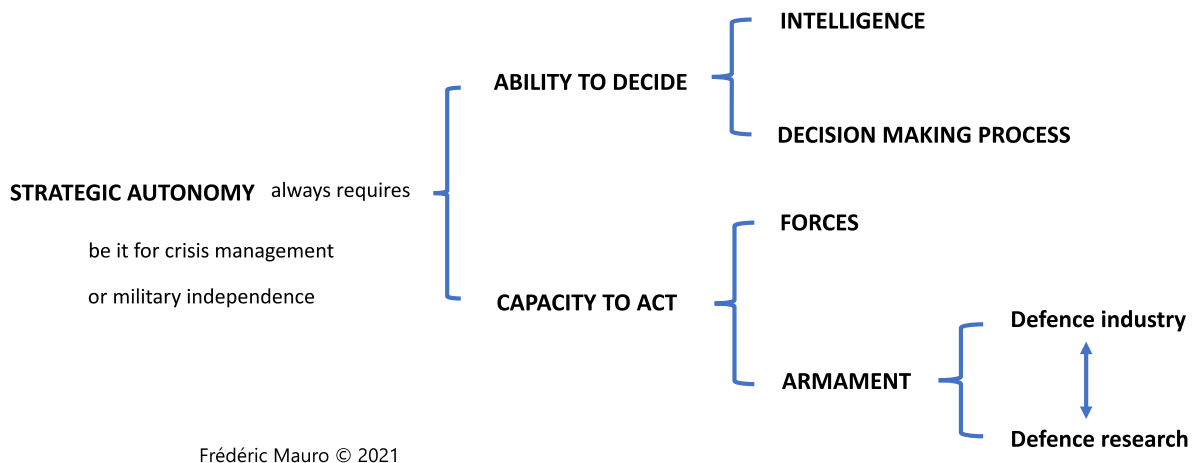 INTELLIGENCE
ABILITY TO DECIDE
DECISION MAKING PROCESS
STRATEGIC AUTONOMY always requires
be it for crisis management
or military independence
FORCES
CAPACITY TO ACT
Defence industry
ARMAMENT
Defence research
Frédéric Mauro © 2021